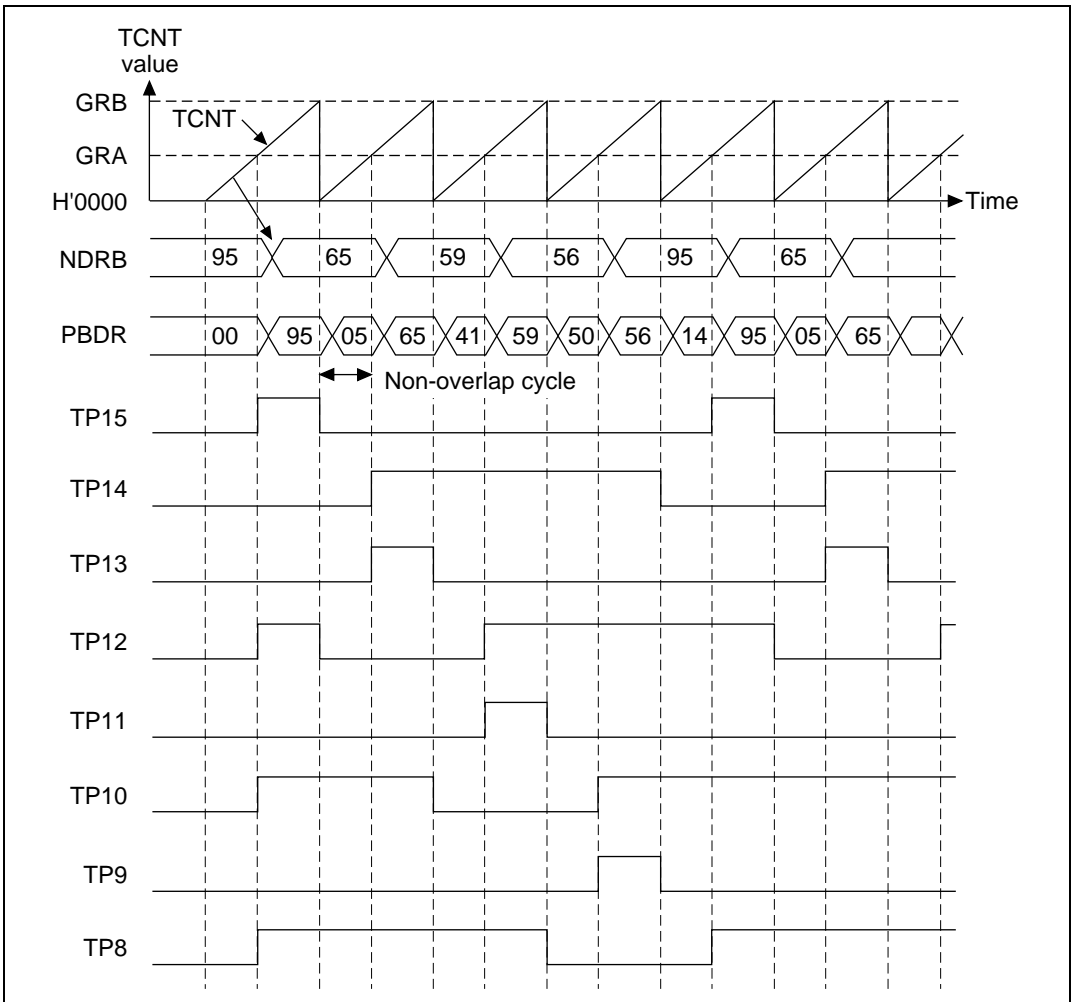 TCNT
value
GRB
TCNT
GRA
H'0000
Time
NDRB 95 65 59 56 95 65
PBDR 00 95 05 65 41 59 50 56 14 95 05 65
Non-overlap cycle
TP15
TP14
TP13
TP12
TP11
TP10
TP9
TP8